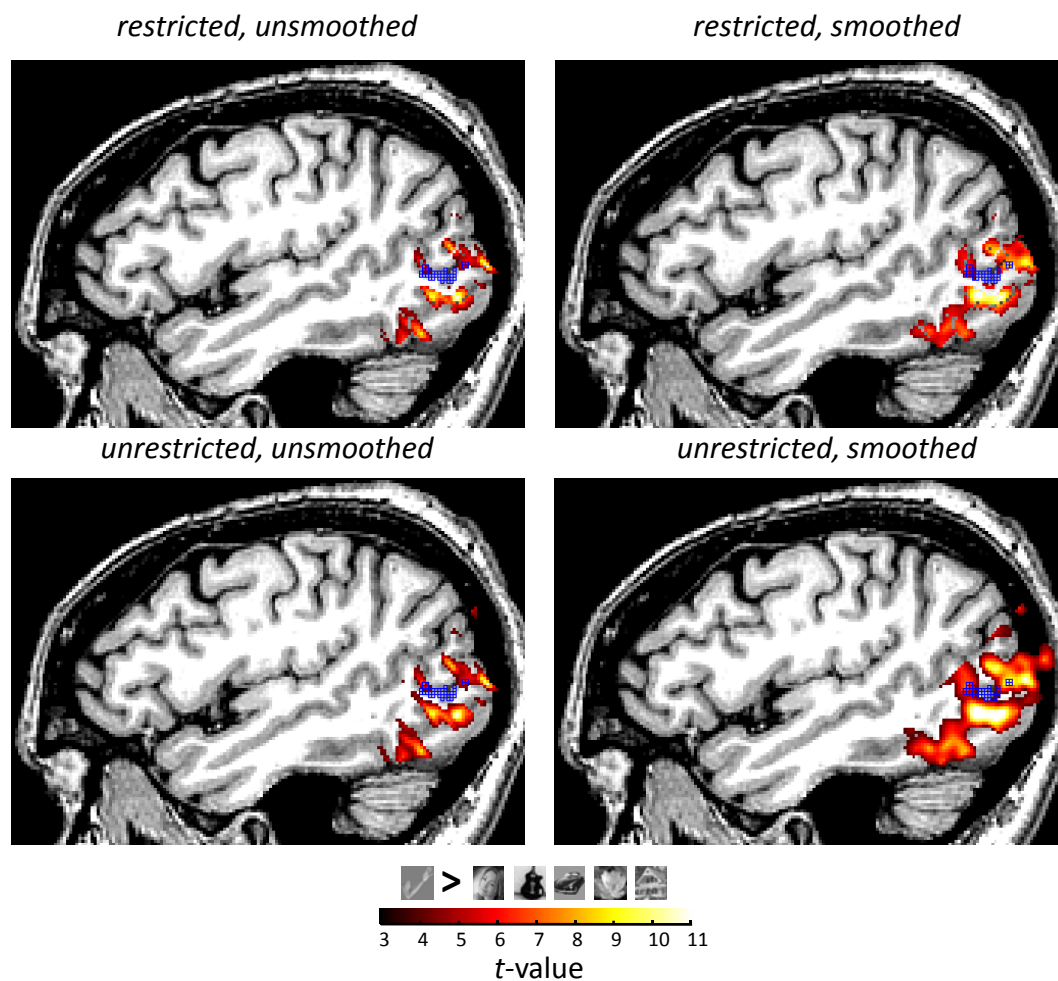 restricted, unsmoothed
restricted, smoothed
unrestricted, unsmoothed
unrestricted, smoothed
>
3 4 5 6 7 8 9 10 11
t-value